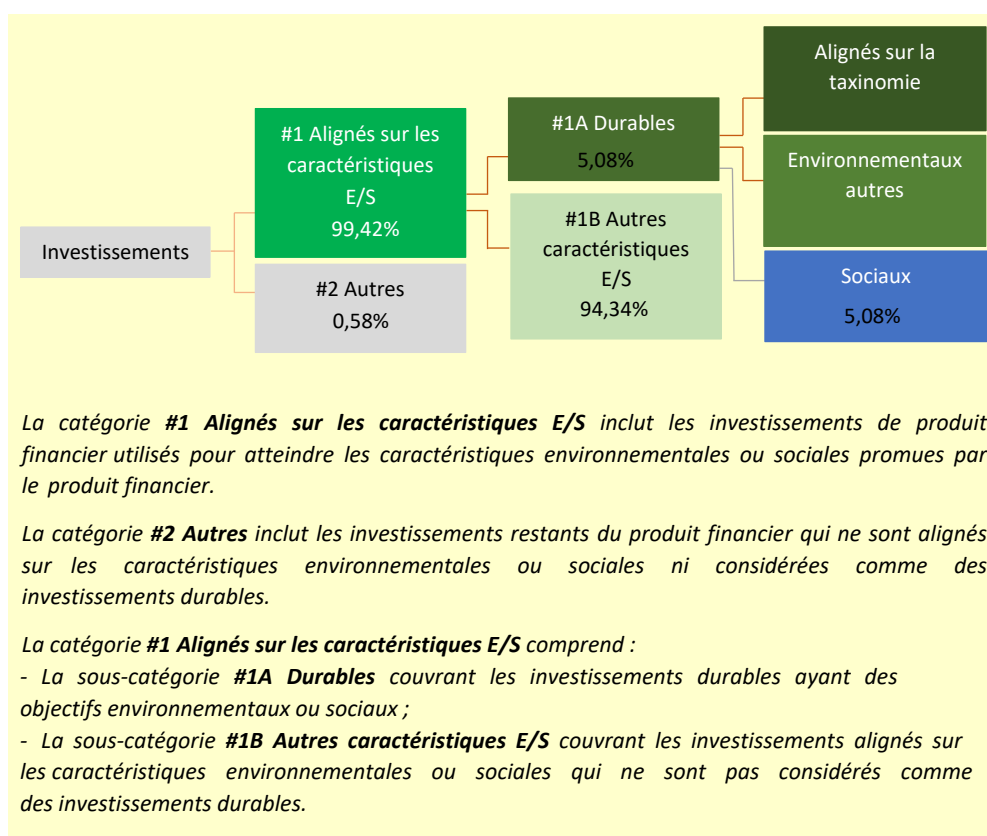 Investissements
#1 Alignés sur les
caractéristiques
E/S
99,42%
#2 Autres
0,58%
#1A Durables
5,08%
#1B Autres
caractéristiques
E/S
94,34%
Alignés sur la
taxinomie
Environnementaux
autres
Sociaux
5,08%
La catégorie #1 Alignés sur les caractéristiques E/S inclut les investissements de produit
financier utilisés pour atteindre les caractéristiques environnementales ou sociales promues par
le produit financier.
La catégorie #2 Autres inclut les investissements restants du produit financier qui ne sont alignés
sur les caractéristiques environnementales ou sociales ni considérées comme des
investissements durables.
La catégorie #1 Alignés sur les caractéristiques E/S comprend :
- La sous-catégorie #1A Durables couvrant les investissements durables ayant des
objectifs environnementaux ou sociaux ;
- La sous-catégorie #1B Autres caractéristiques E/S couvrant les investissements alignés sur
les caractéristiques environnementales ou sociales qui ne sont pas considérés comme
des investissements durables.